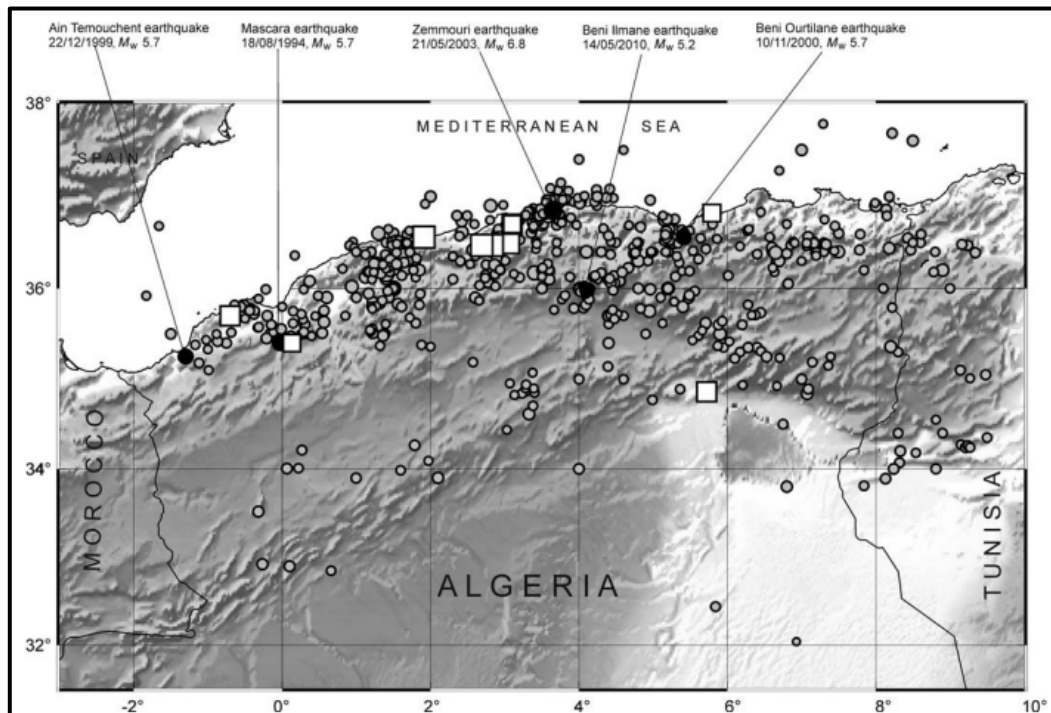 Ain Temouchent earthquake
22/12/1999, Mw 5.7
Mascara earthquake
18/08/1994, Mw 5.7
Zemmouri earthquake
21/05/2003, Mw 6.8
Beni Ilmane earthquake
14/05/2010, Mw 5.2
Beni Ourtilane earthquake
10/11/2000, Mw 5.7
38°
MEDITERRANEAN SEA
SPAIN
36°
34°
MOROCCO
ALGERIA
TUNISIA
32°
-2° 0° 2° 4° 6° 8° 10°